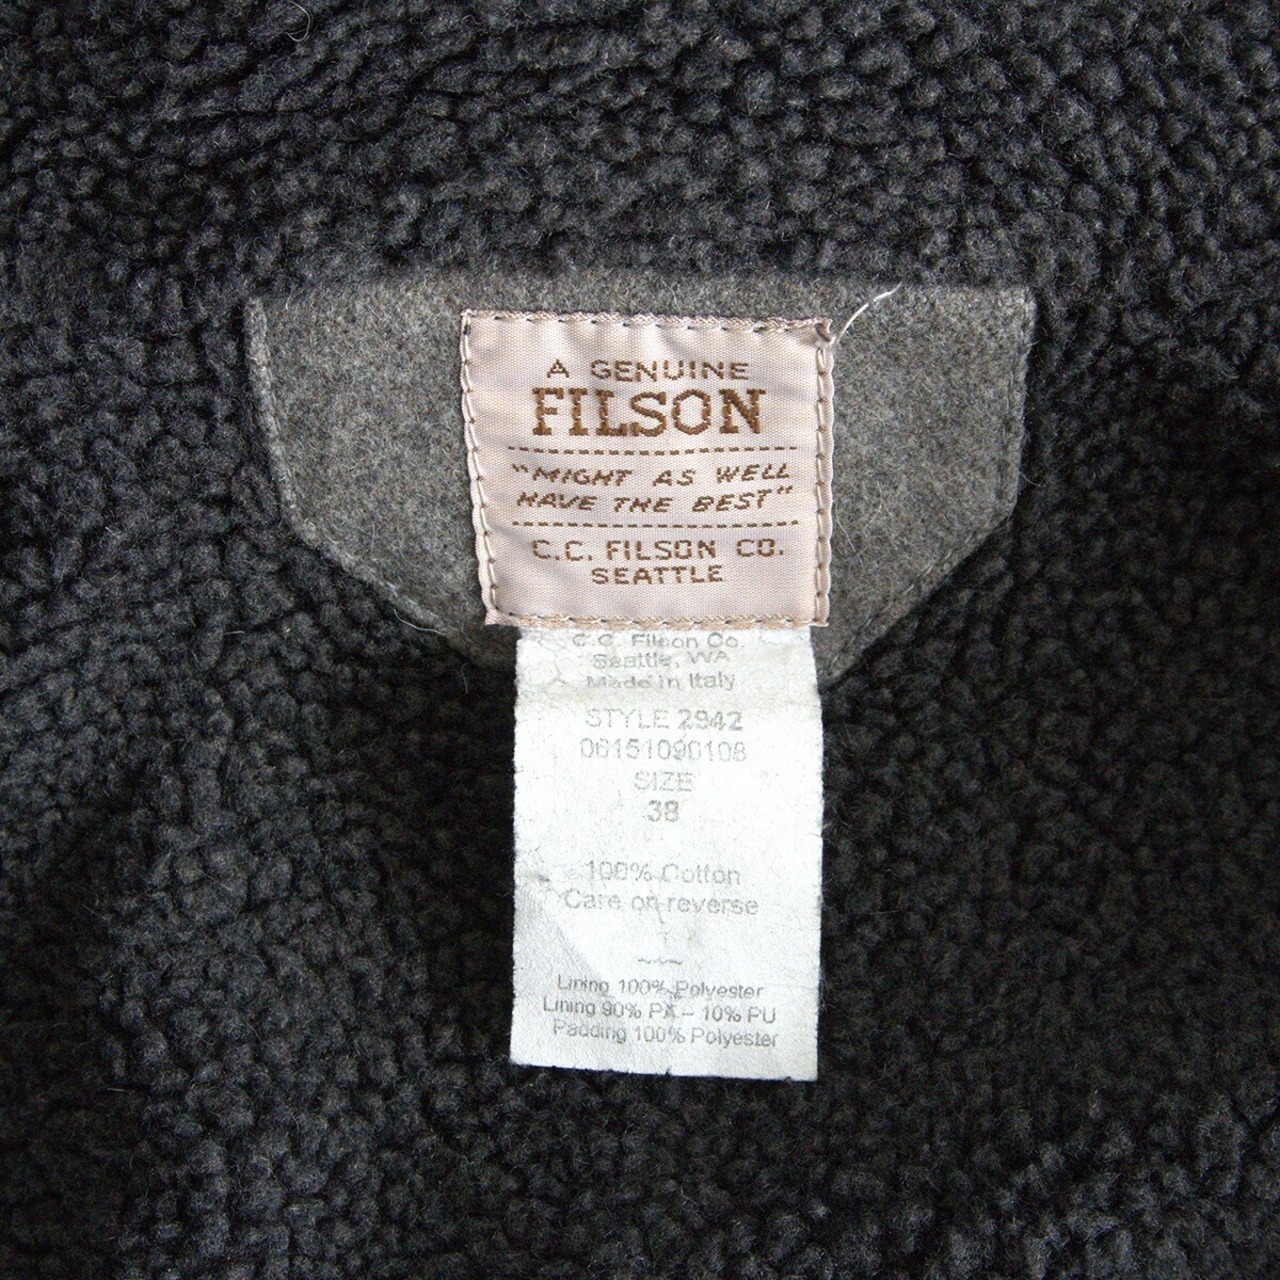 A GENUINE
FILSON
"MIGHT AS WELL
HAVE THE BEST"
C.C. FILSON CO.
SEATTLE
C.C. Filson Co.
Seattle, WA
Made in Italy
STYLE 2942
06151090108
SIZE
38
100% Cotton
Care on reverse
Lining 100% Polyester
Lining 90% PA – 10% PU
Padding 100% Polyester